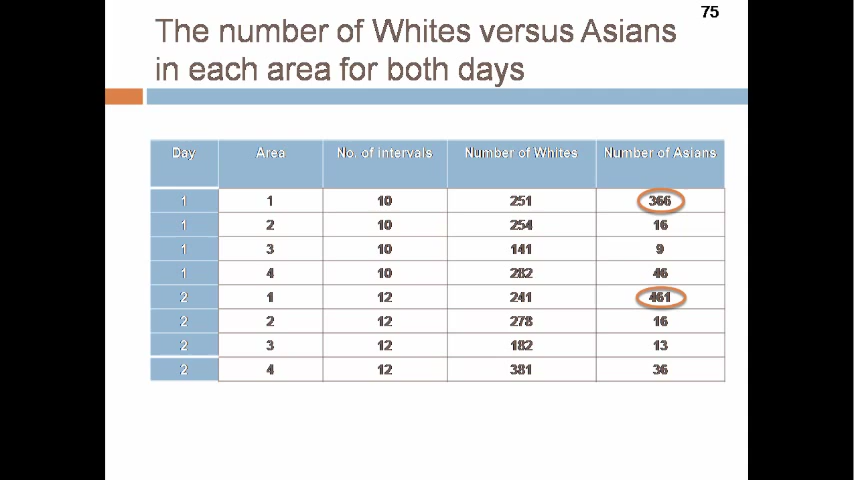 75
The number of Whites versus Asians
in each area for both days
Day Area No. of intervals Number of Whites Number of Asians
1 1 10 251 366
1 2 10 254 16
1 3 10 141 9
1 4 10 282 46
2 1 12 241 461
2 2 12 278 16
2 3 12 182 13
2 4 12 381 36